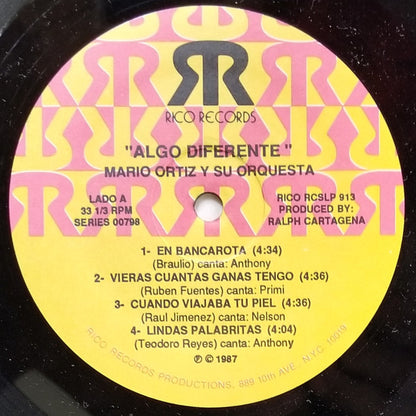 RR
RICO RECORDS
"ALGO DIFERENTE"
MARIO ORTIZ Y SU ORQUESTA
LADO A
33 1/3 RPM
SERIES 00798
RICO RCSLP 913
PRODUCED BY:
RALPH CARTAGENA
1- EN BANCAROTA (4:34)
(Braulio) canta: Anthony
2- VIERAS CUANTAS GANAS TENGO (4:36)
(Ruben Fuentes) canta: Primi
3- CUANDO VIAJABA TU PIEL (4:36)
(Raul Jimenez) canta: Nelson
4- LINDAS PALABRITAS (4:04)
(Teodoro Reyes) canta: Anthony
℗ © 1987
RICO RECORDS PRODUCTIONS, 889 10th AVE. NYC 10019